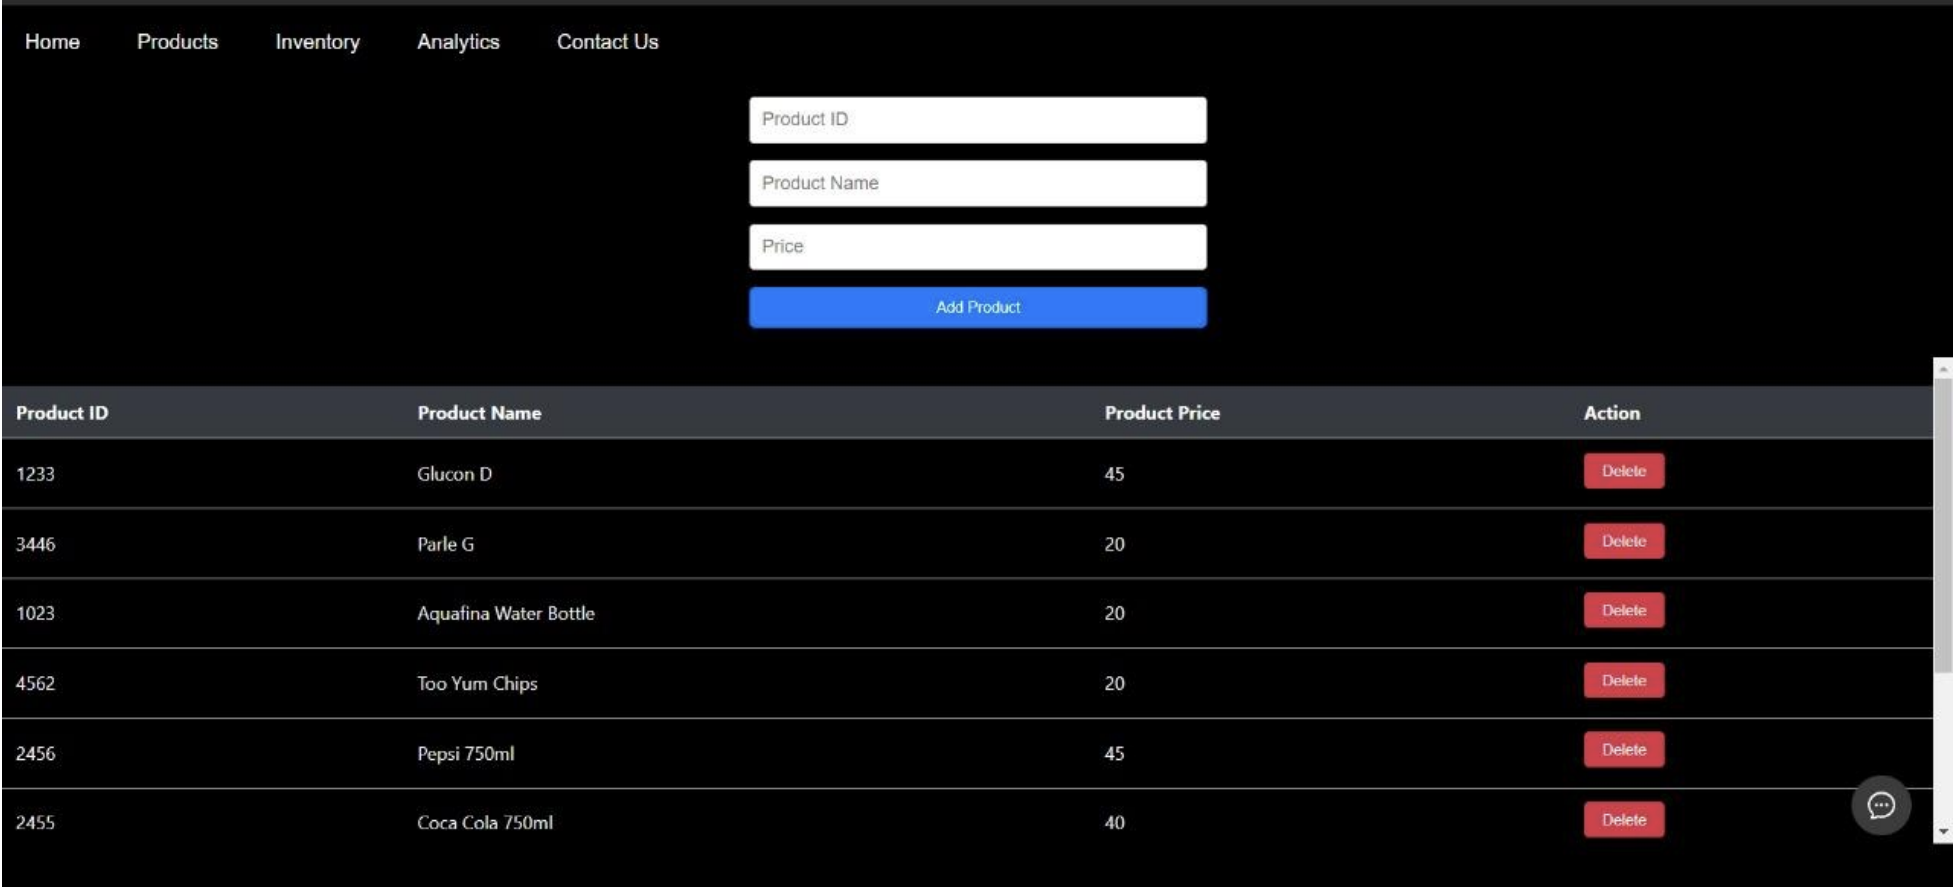 Home Products Inventory Analytics Contact Us
Product ID
Product Name
Price
Add Product
Product ID Product Name Product Price Action
1233 Glucon D 45 Delete
3446 Parle G 20 Delete
1023 Aquafina Water Bottle 20 Delete
4562 Too Yum Chips 20 Delete
2456 Pepsi 750ml 45 Delete
2455 Coca Cola 750ml 40 Delete